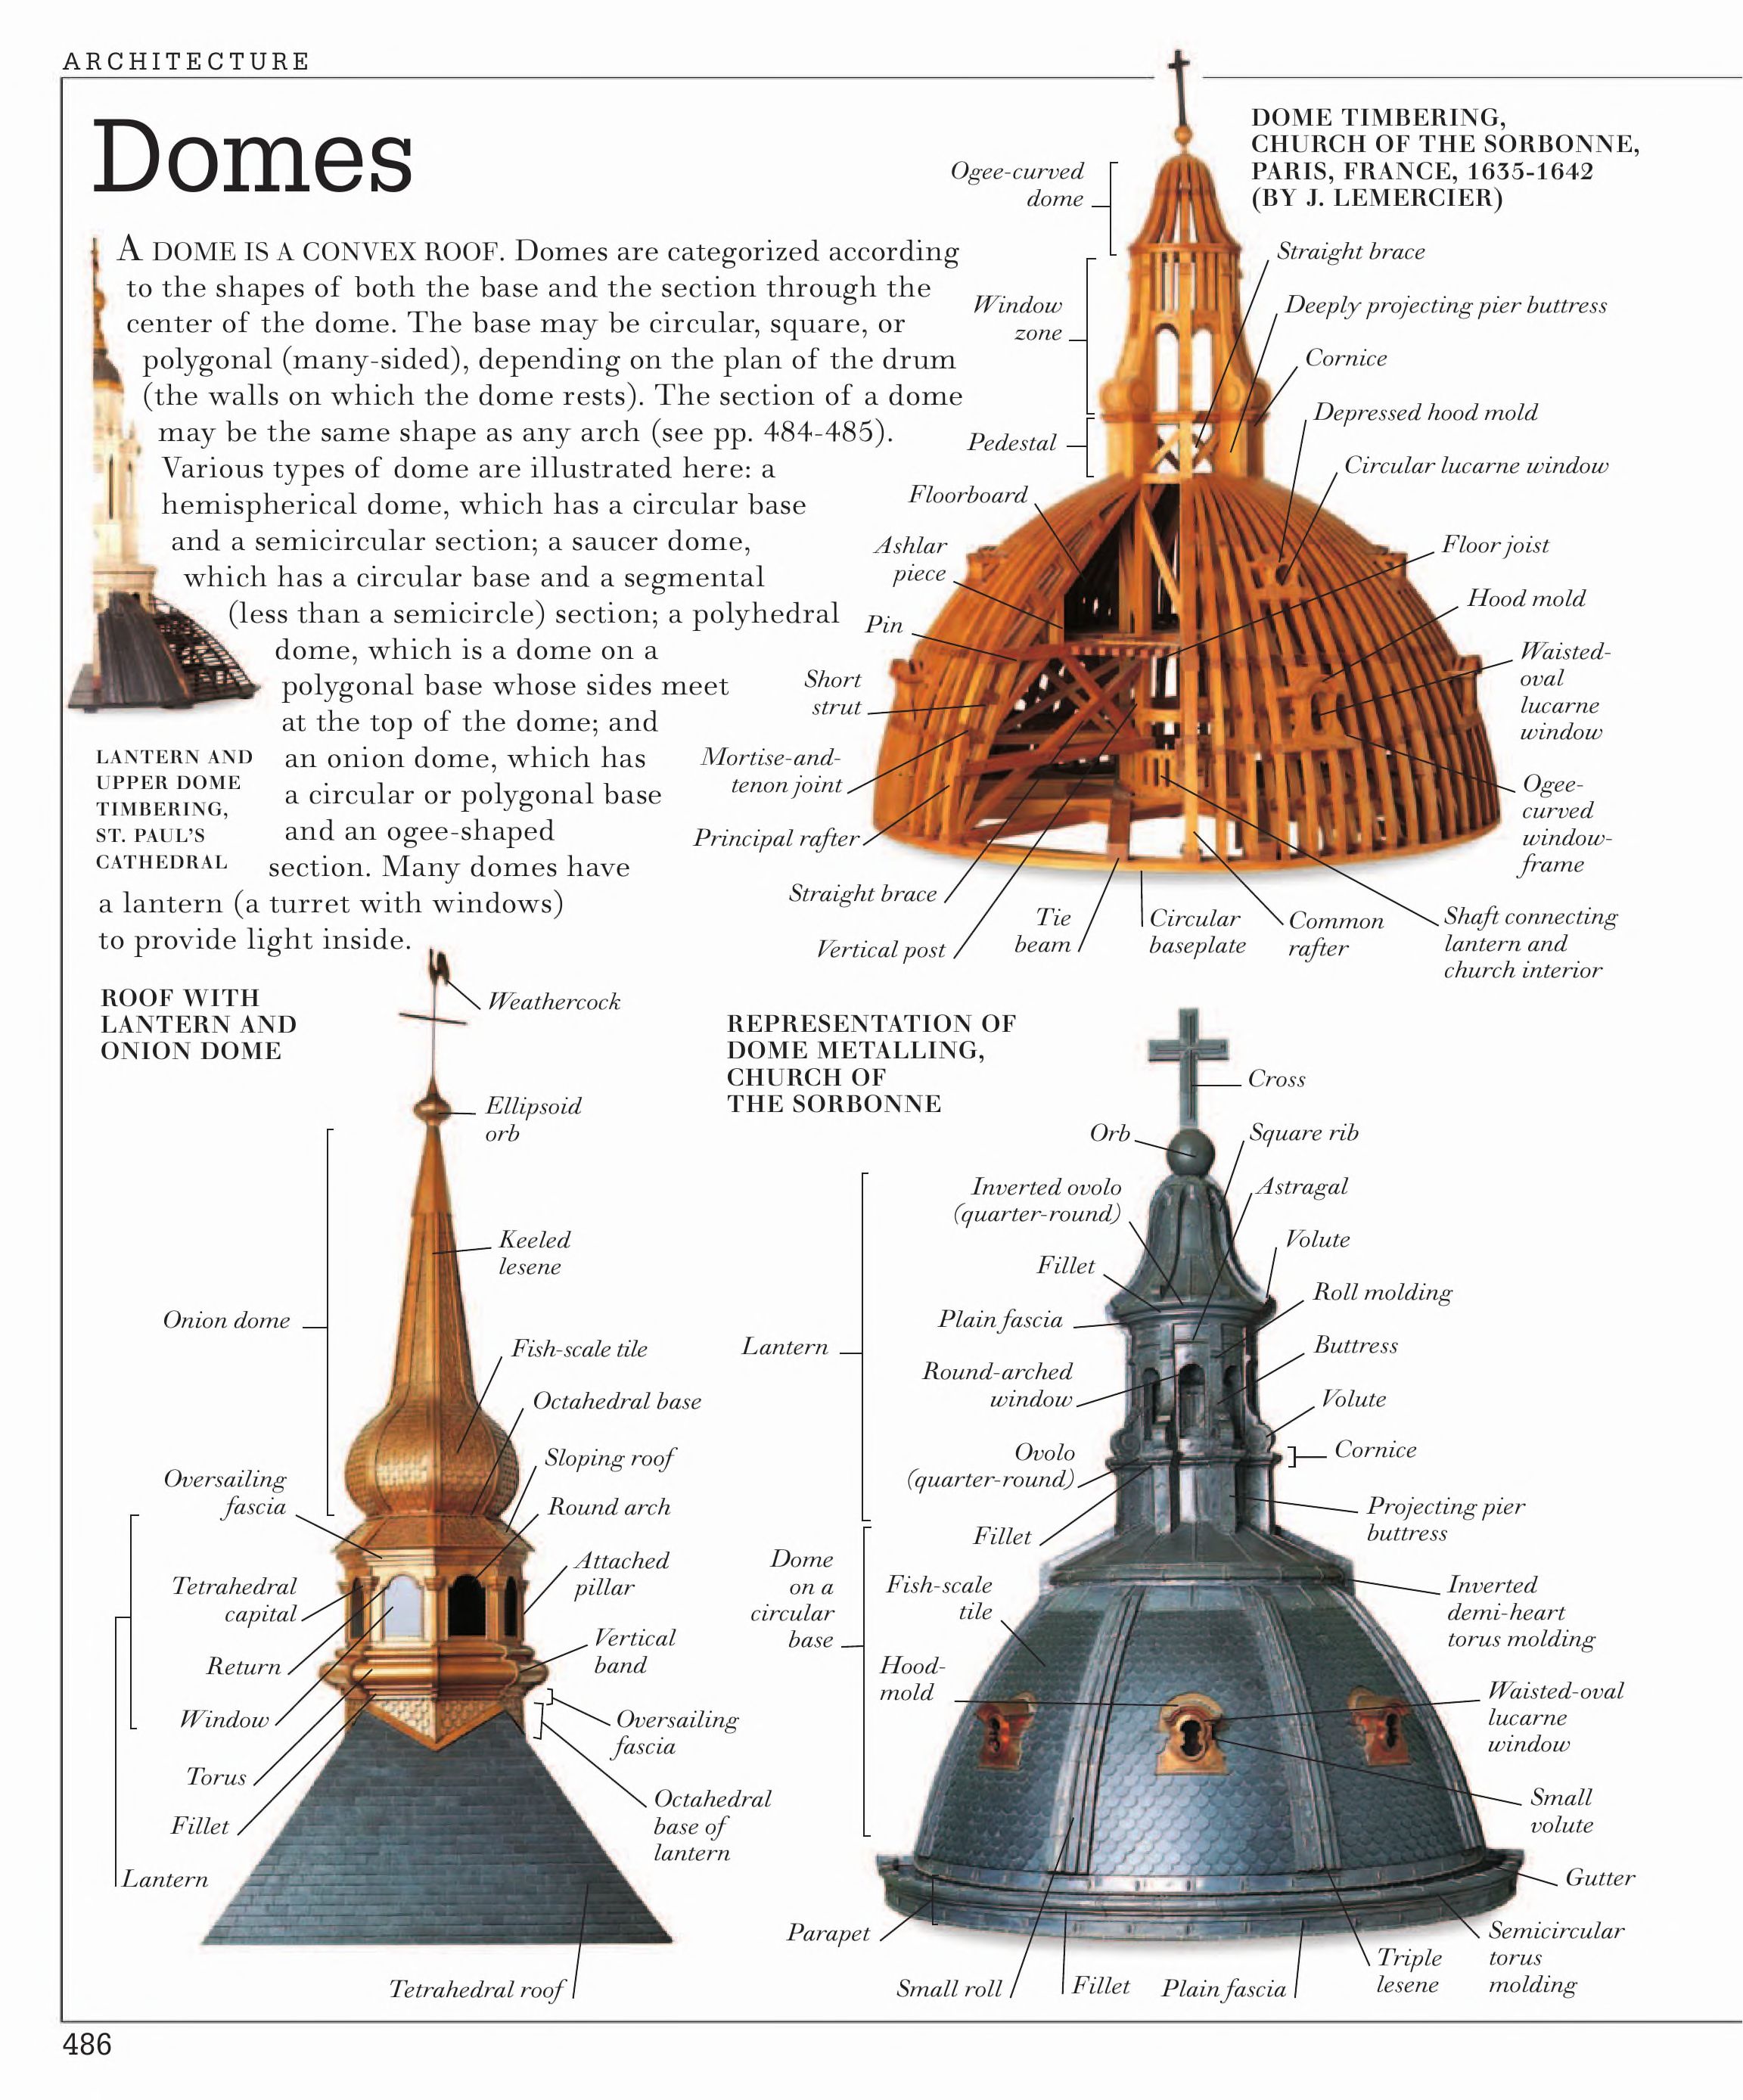 ARCHITECTURE
Domes
A DOME IS A CONVEX ROOF. Domes are categorized according
to the shapes of both the base and the section through the
center of the dome. The base may be circular, square, or
polygonal (many-sided), depending on the plan of the drum
(the walls on which the dome rests). The section of a dome
may be the same shape as any arch (see pp. 484-485).
Various types of dome are illustrated here: a
hemispherical dome, which has a circular base
and a semicircular section; a saucer dome,
which has a circular base and a segmental
(less than a semicircle) section; a polyhedral
dome, which is a dome on a
polygonal base whose sides meet
at the top of the dome; and
an onion dome, which has
a circular or polygonal base
and an ogee-shaped
section. Many domes have
a lantern (a turret with windows)
to provide light inside.
LANTERN AND
UPPER DOME
TIMBERING,
ST. PAUL'S
CATHEDRAL
DOME TIMBERING,
CHURCH OF THE SORBONNE,
PARIS, FRANCE, 1635-1642
(BY J. LEMERCIER)
Ogee-curved
dome
Window
zone
Pedestal
Floorboard
Ashlar
piece
Pin
Short
strut
Mortise-and-
tenon joint
Principal rafter
Straight brace
Vertical post
Tie
beam
Circular
baseplate
Common
rafter
Shaft connecting
lantern and
church interior
Straight brace
Deeply projecting pier buttress
Cornice
Depressed hood mold
Circular lucarne window
Floor joist
Hood mold
Waisted-
oval
lucarne
window
Ogee-
curved
window-
frame
ROOF WITH
LANTERN AND
ONION DOME
Weathercock
Ellipsoid
orb
Keeled
lesene
Onion dome
Fish-scale tile
Octahedral base
Sloping roof
Round arch
Oversailing
fascia
Attached
pillar
Tetrahedral
capital
Vertical
band
Return
Window
Oversailing
fascia
Torus
Octahedral
base of
lantern
Fillet
Lantern
Tetrahedral roof
REPRESENTATION OF
DOME METALLING,
CHURCH OF
THE SORBONNE
Cross
Orb
Square rib
Inverted ovolo
(quarter-round)
Astragal
Fillet
Volute
Plain fascia
Roll molding
Lantern
Buttress
Round-arched
window
Volute
Ovolo
(quarter-round)
Cornice
Fillet
Projecting pier
buttress
Dome
on a
circular
base
Fish-scale
tile
Inverted
demi-heart
torus molding
Hood-
mold
Waisted-oval
lucarne
window
Small
volute
Gutter
Parapet
Semicircular
torus
molding
Small roll
Fillet
Plain fascia
Triple
lesene
486